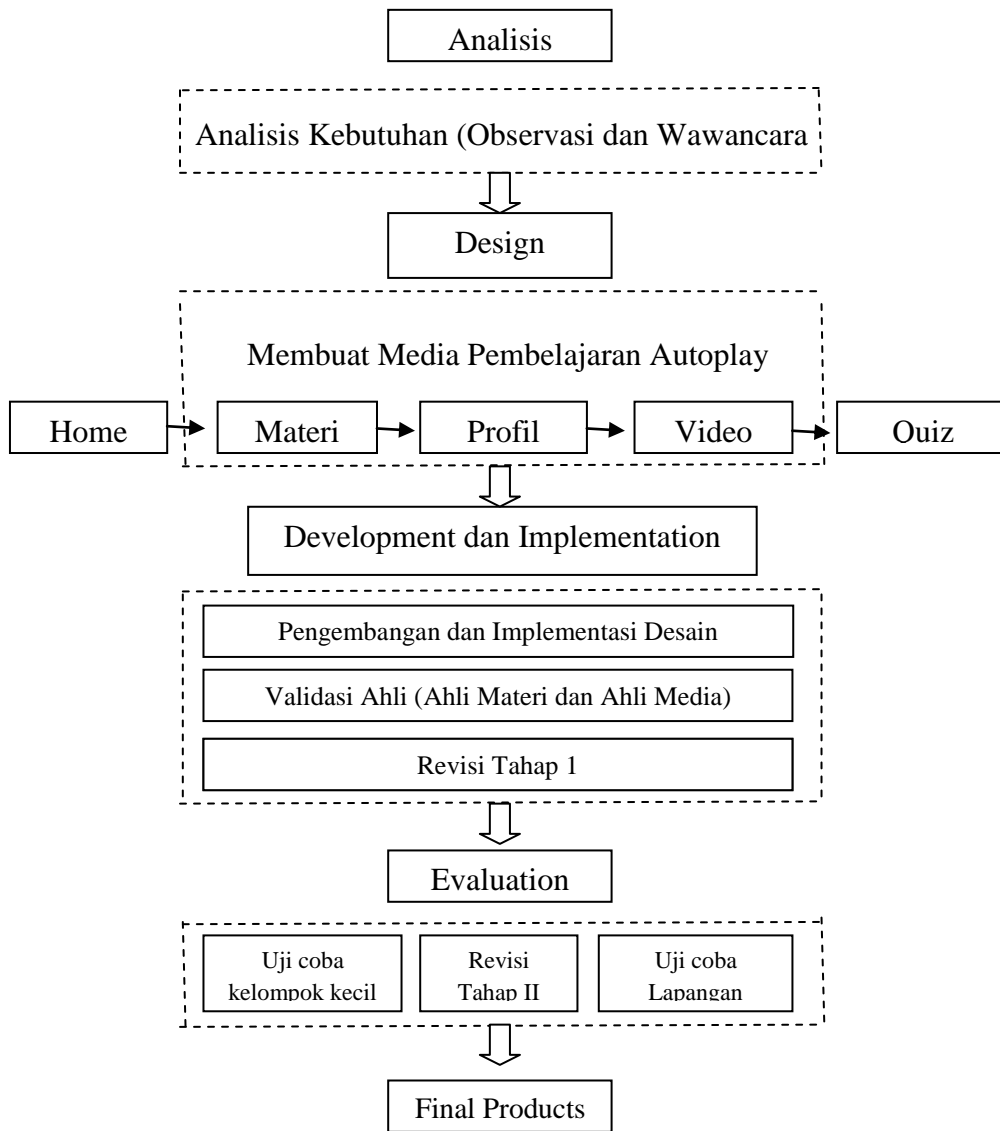 Analisis
Analisis Kebutuhan (Observasi dan Wawancara
Design
Membuat Media Pembelajaran Autoplay
Home
Materi
Profil
Video
Ouiz
Development dan Implementation
Pengembangan dan Implementasi Desain
Validasi Ahli (Ahli Materi dan Ahli Media)
Revisi Tahap 1
Evaluation
Uji coba
kelompok kecil
Revisi
Tahap II
Uji coba
Lapangan
Final Products